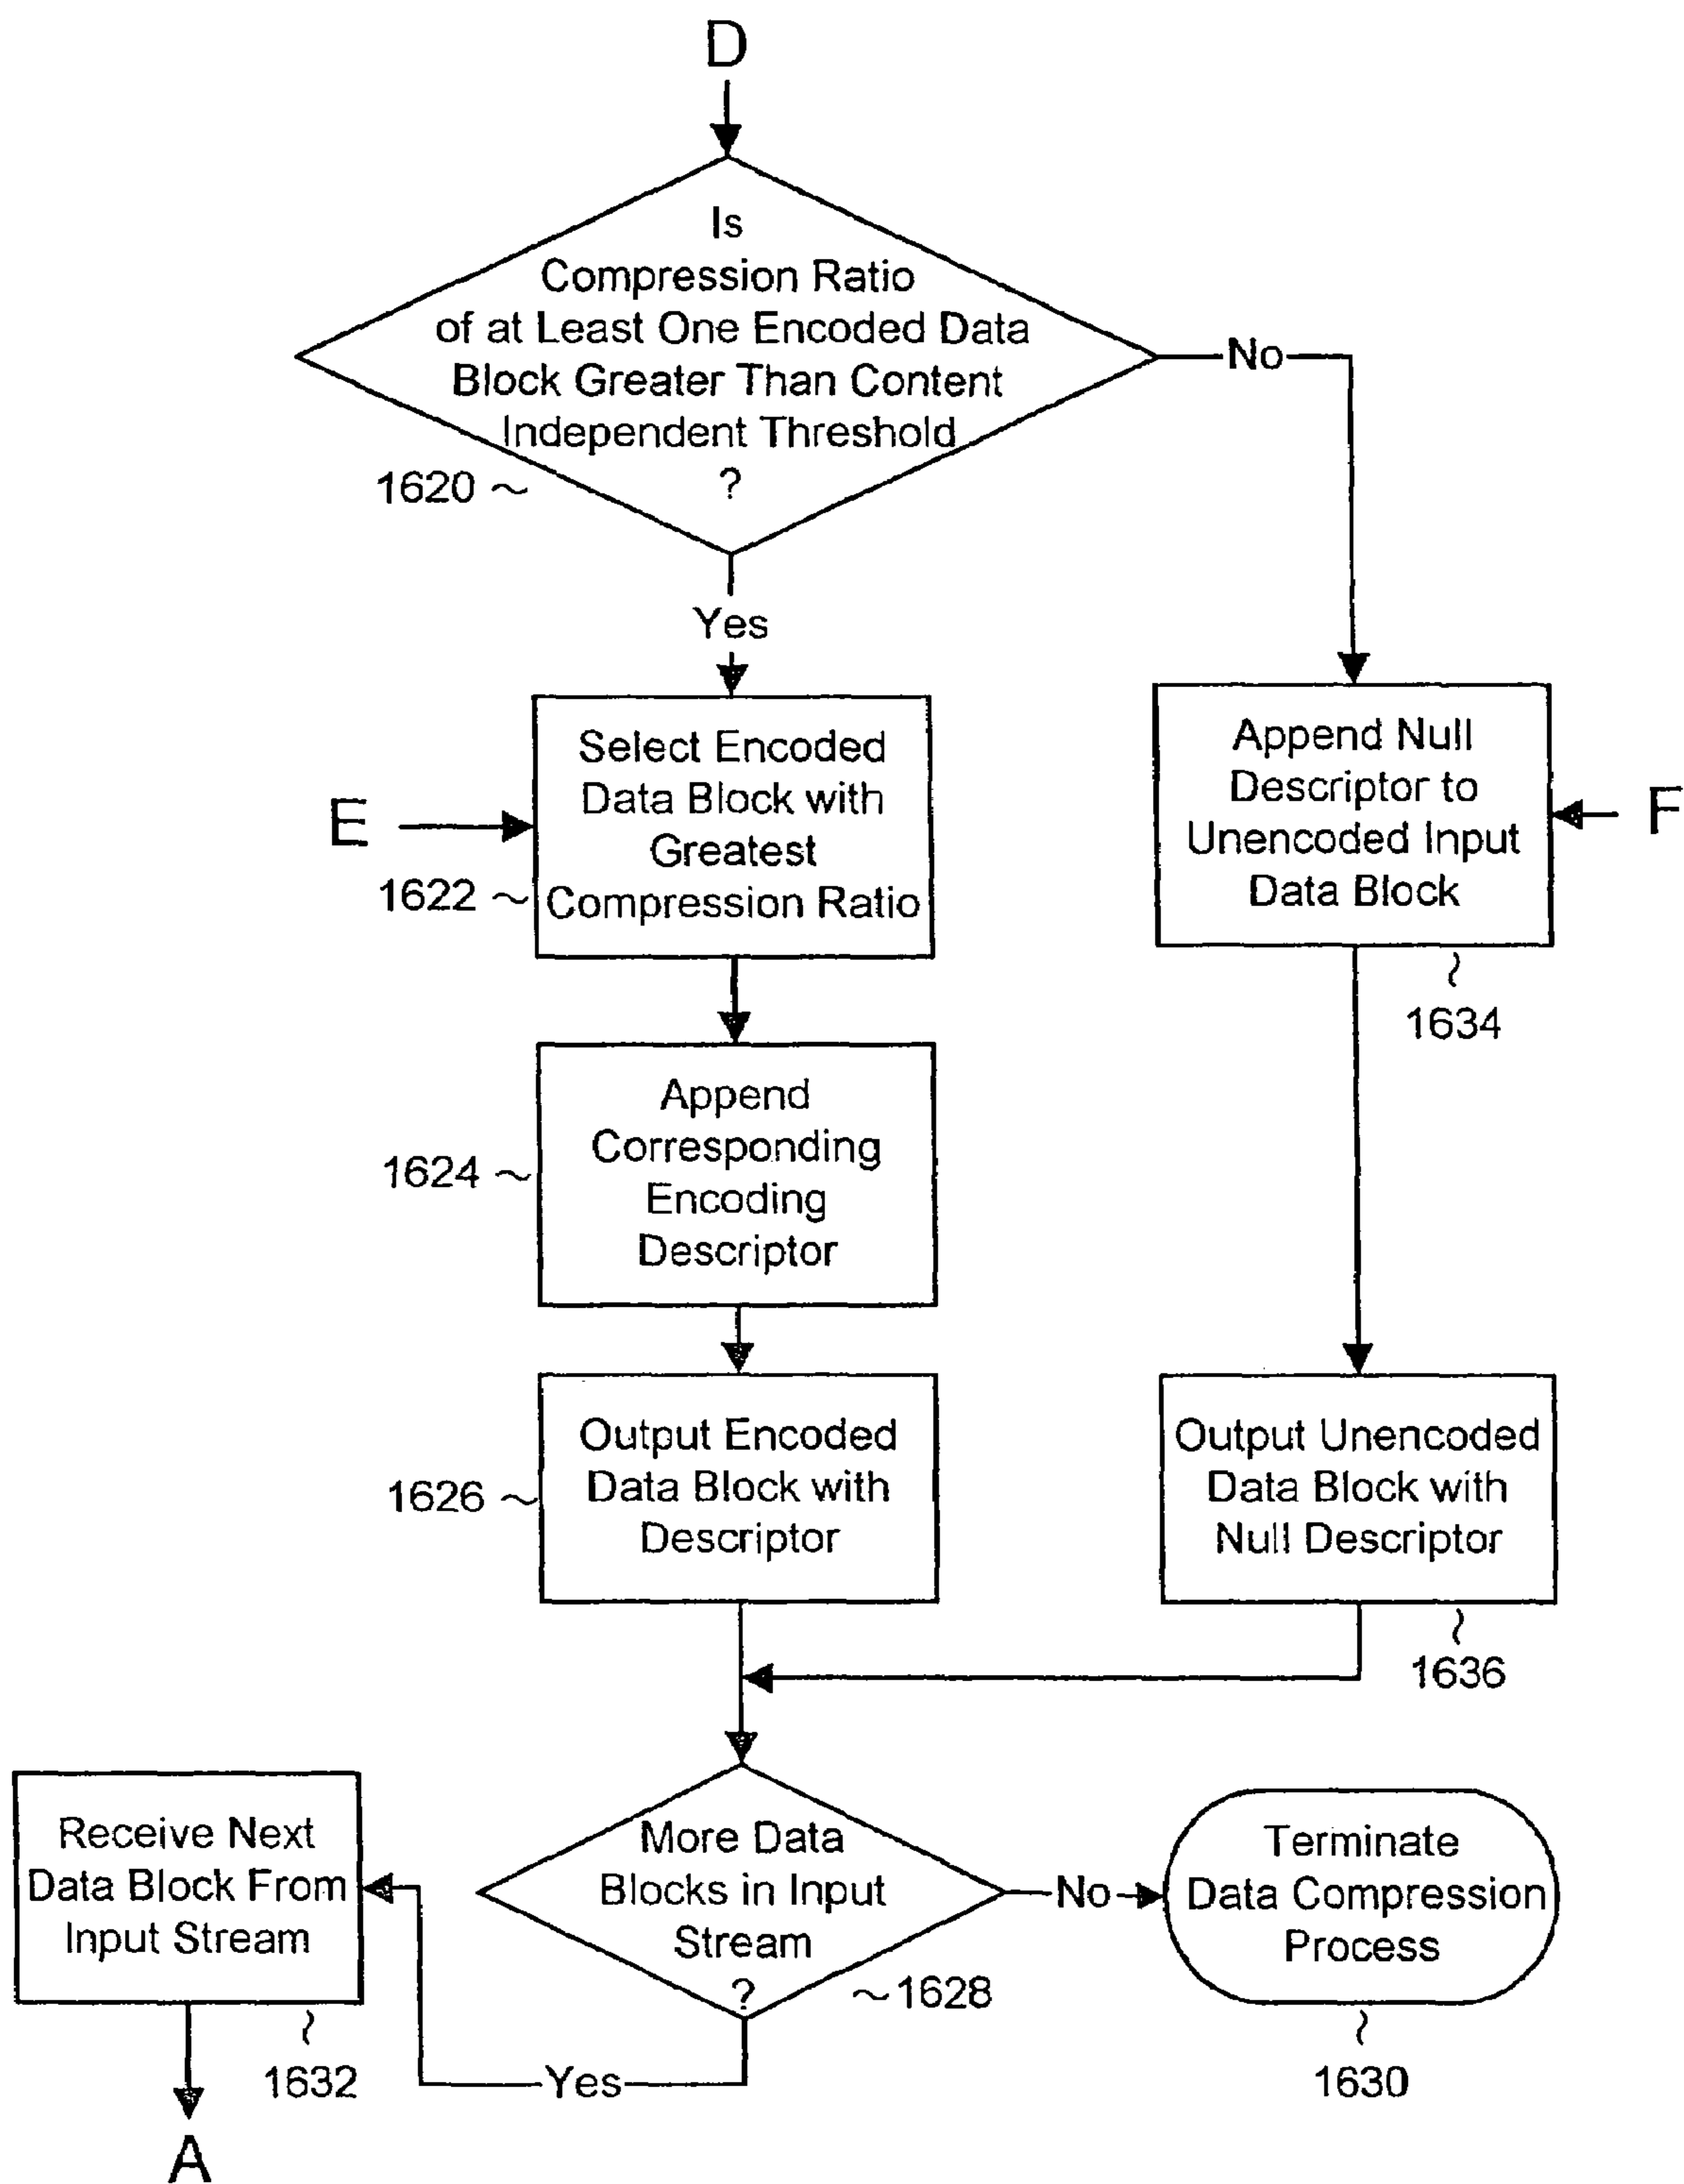 D
Is
Compression Ratio
of at Least One Encoded Data
Block Greater Than Content
Independent Threshold
?
1620
No
Yes
Select Encoded
Data Block with
Greatest
Compression Ratio
E
1622
Append Null
Descriptor to
Unencoded Input
Data Block
F
1634
Append
Corresponding
Encoding
Descriptor
1624
Output Encoded
Data Block with
Descriptor
1626
Output Unencoded
Data Block with
Null Descriptor
1636
Receive Next
Data Block From
Input Stream
1632
More Data
Blocks in Input
Stream
?
1628
No
Terminate
Data Compression
Process
1630
Yes
A